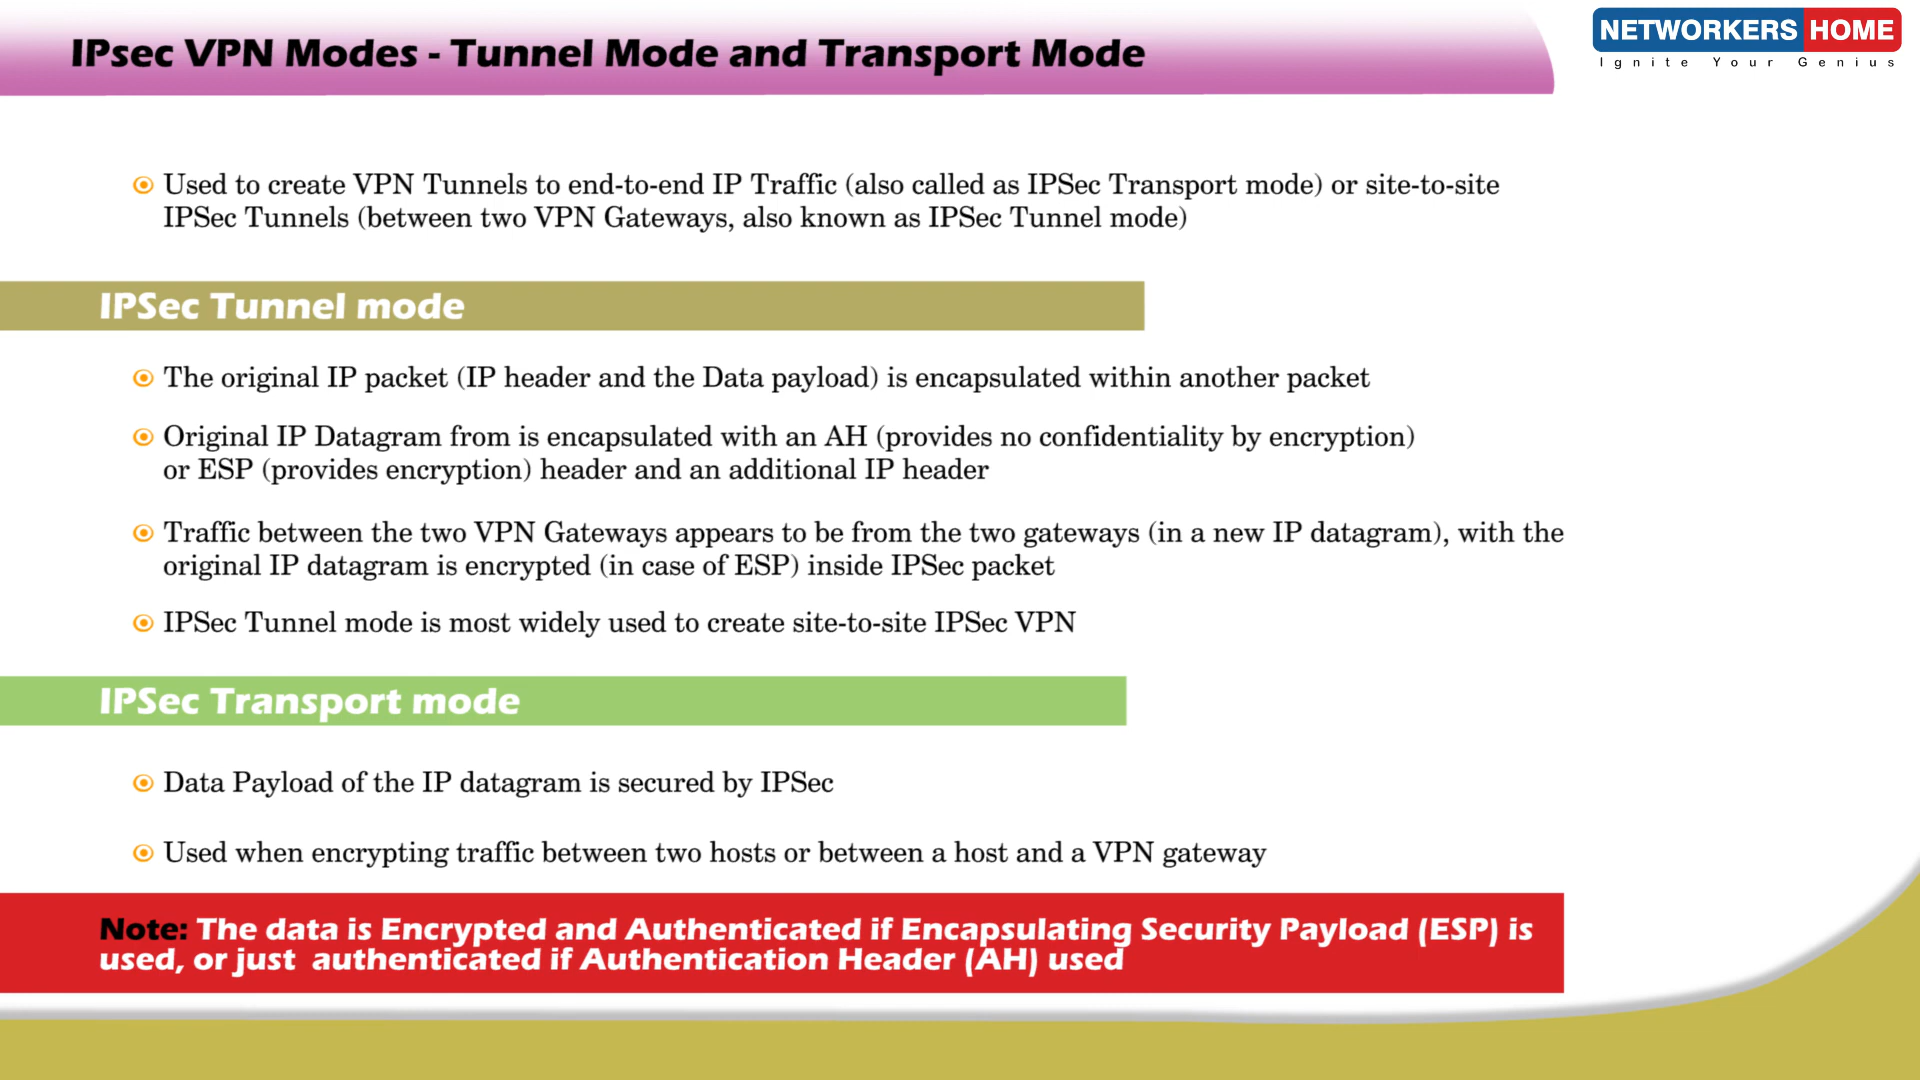 IPsec VPN Modes - Tunnel Mode and Transport Mode
NETWORKERS HOME
Ignite Your Genius
Used to create VPN Tunnels to end-to-end IP Traffic (also called as IPSec Transport mode) or site-to-site
IPSec Tunnels (between two VPN Gateways, also known as IPSec Tunnel mode)
IPSec Tunnel mode
The original IP packet (IP header and the Data payload) is encapsulated within another packet
Original IP Datagram from is encapsulated with an AH (provides no confidentiality by encryption)
or ESP (provides encryption) header and an additional IP header
Traffic between the two VPN Gateways appears to be from the two gateways (in a new IP datagram), with the
original IP datagram is encrypted (in case of ESP) inside IPSec packet
IPSec Tunnel mode is most widely used to create site-to-site IPSec VPN
IPSec Transport mode
Data Payload of the IP datagram is secured by IPSec
Used when encrypting traffic between two hosts or between a host and a VPN gateway
Note: The data is Encrypted and Authenticated if Encapsulating Security Payload (ESP) is
used, or just authenticated if Authentication Header (AH) used